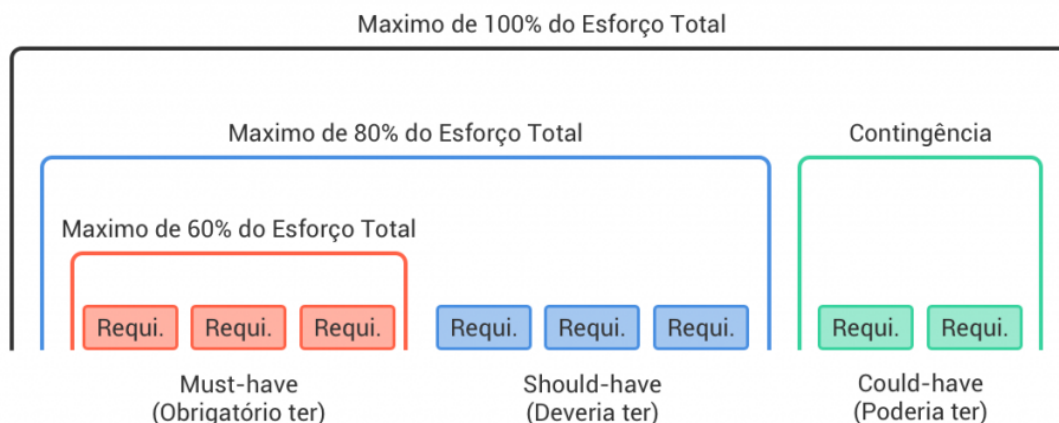 Maximo de 100% do Esforço Total
Maximo de 80% do Esforço Total
Contingência
Maximo de 60% do Esforço Total
Requi. Requi. Requi. Requi. Requi. Requi. Requi. Requi.
Must-have
(Obrigatório ter)
Should-have
(Deveria ter)
Could-have
(Poderia ter)